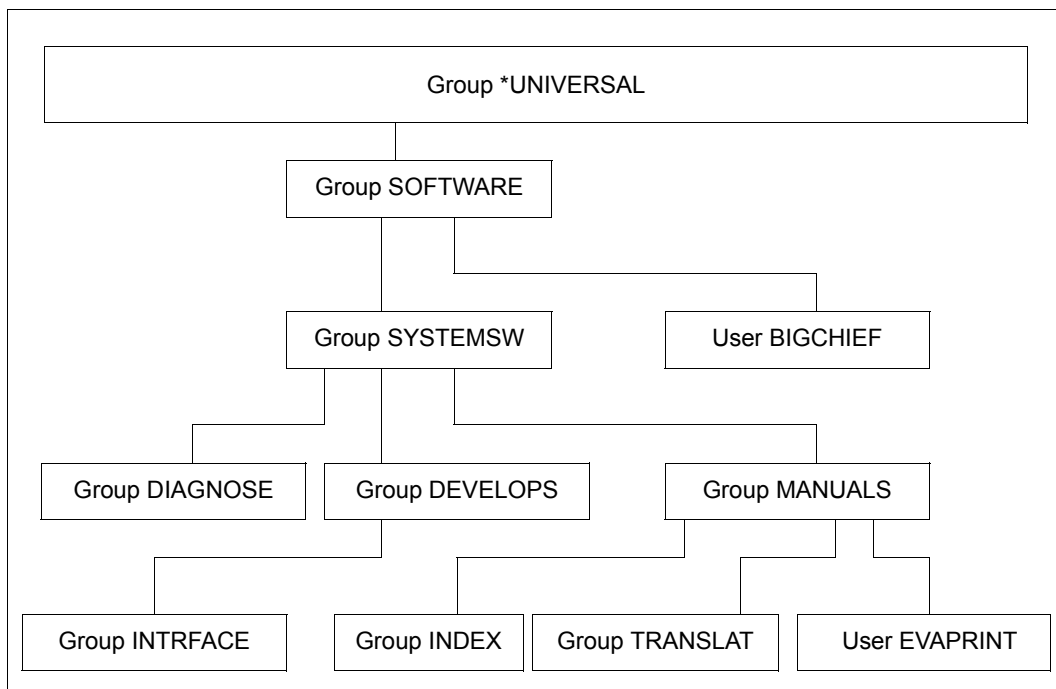 Group *UNIVERSAL
Group SOFTWARE
Group SYSTEMSW
User BIGCHIEF
Group DIAGNOSE
Group DEVELOPS
Group MANUALS
Group INTRFACE
Group INDEX
Group TRANSLAT
User EVAPRINT